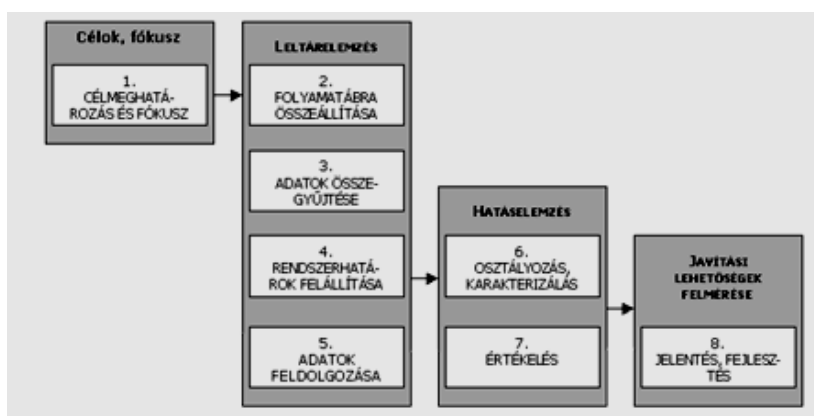 Célok, fókusz
1.
CÉLMEGHATÁ-
ROZÁS ÉS FÓKUSZ
LELTÁRELEMZÉS
2.
FOLYAMATÁBRA
ÖSSZEÁLLÍTÁSA
3.
ADATOK ÖSSZE-
GYŰJTÉSE
4.
RENDSZERHATÁ-
ROK FELÁLLÍTÁSA
5.
ADATOK
FELDOLGOZÁSA
HATÁSELEMZÉS
6.
OSZTÁLYOZÁS,
KARAKTERIZÁLÁS
7.
ÉRTÉKELÉS
JAVÍTÁSI
LEHETŐSÉGEK
FELMÉRÉSE
8.
JELENTÉS, FEJLESZ-
TÉS